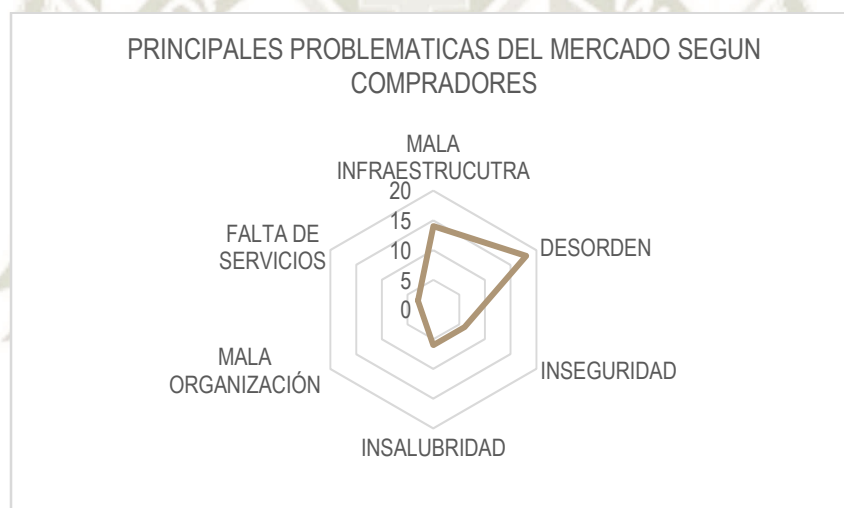 PRINCIPALES PROBLEMATICAS DEL MERCADO SEGUN
COMPRADORES
MALA
INFRAESTRUCUTRA
20
15
10
5
0
DESORDEN
INSEGURIDAD
INSALUBRIDAD
MALA
ORGANIZACIÓN
FALTA DE
SERVICIOS